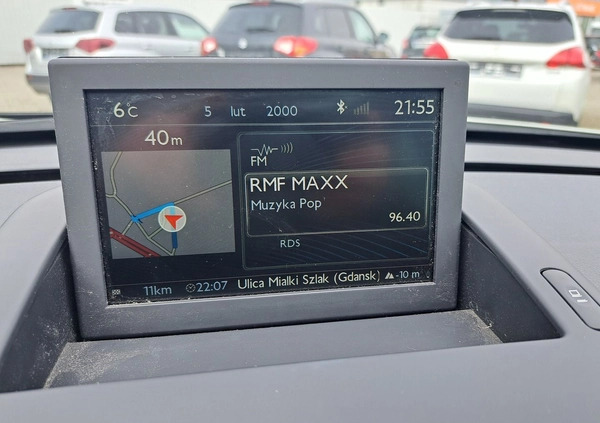 6°C 5 lut 2000 21:55
40m
FM
RMF MAXX
Muzyka Pop
96.40
RDS
11km 22:07 Ulica Mialki Szlak (Gdansk) -10 m